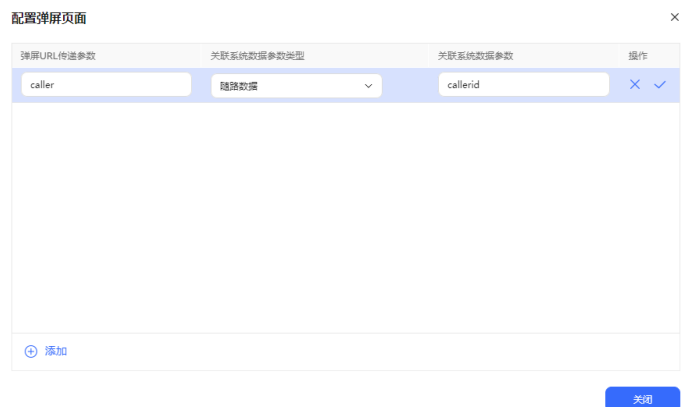 配置弹屏页面
弹屏URL传递参数 关联系统数据参数类型 关联系统数据参数 操作
caller 随路数据 callerid
添加
关闭